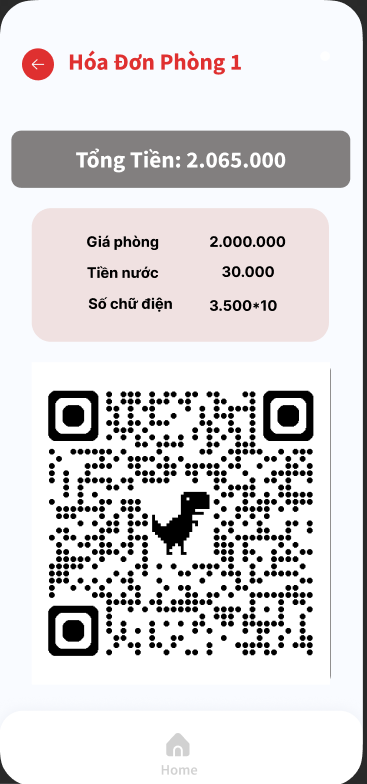 Hóa Đơn Phòng 1
Tổng Tiền: 2.065.000
Giá phòng 2.000.000
Tiền nước 30.000
Số chữ điện 3.500*10
Home